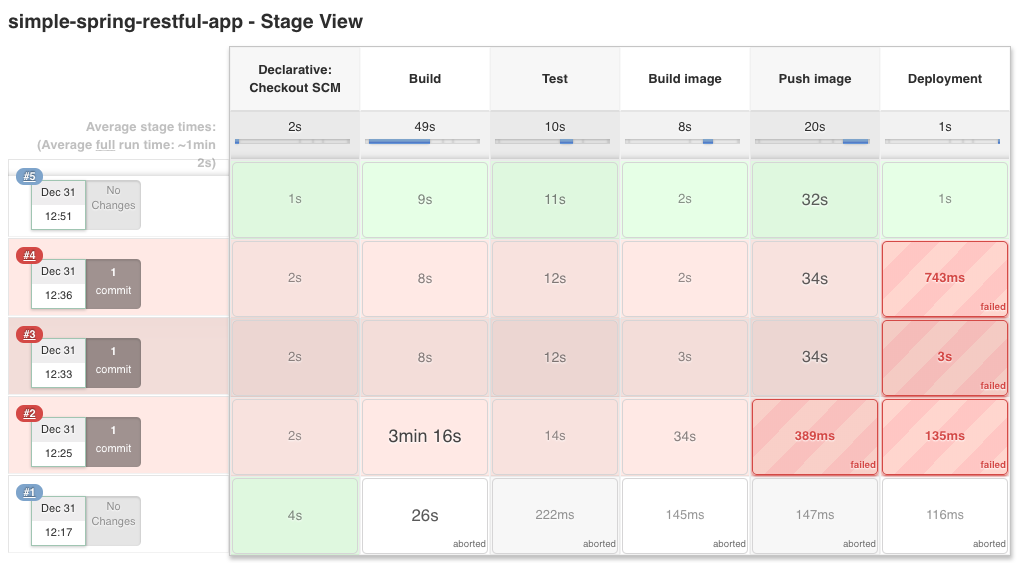 simple-spring-restful-app - Stage View
Declarative:
Checkout SCM
Build
Test
Build image
Push image
Deployment
Average stage times:
(Average full run time: ~1min
2s)
2s
49s
10s
8s
20s
1s
#5
Dec 31
12:51
No
Changes
1s
9s
11s
2s
32s
1s
#4
Dec 31
12:36
1
commit
2s
8s
12s
2s
34s
743ms
failed
#3
Dec 31
12:33
1
commit
2s
8s
12s
3s
34s
3s
failed
#2
Dec 31
12:25
1
commit
2s
3min 16s
14s
34s
389ms
failed
135ms
failed
#1
Dec 31
12:17
No
Changes
4s
26s
aborted
222ms
aborted
145ms
aborted
147ms
aborted
116ms
aborted